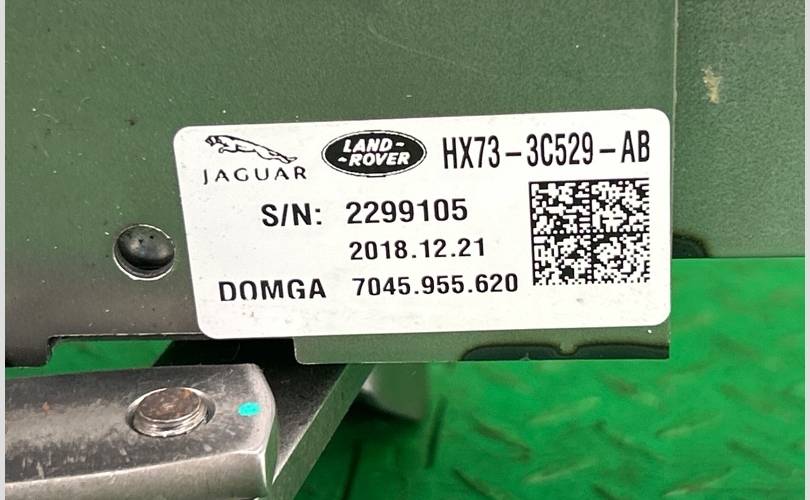 JAGUAR
LAND-
-ROVER
HX73-3C529-AB
S/N: 2299105
2018.12.21
DOMGA 7045.955.620